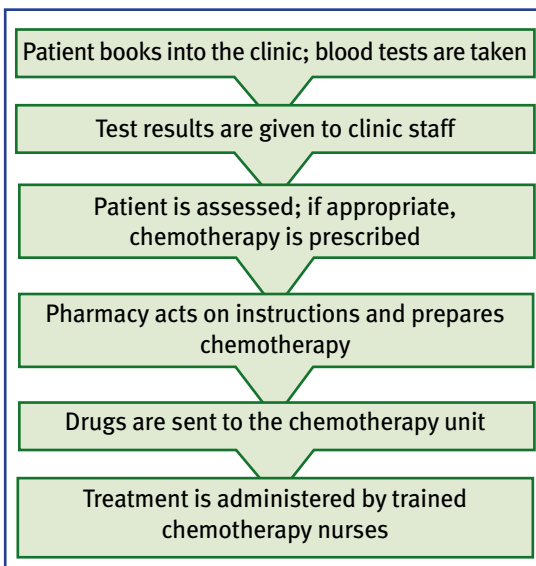 Patient books into the clinic; blood tests are taken
Test results are given to clinic staff
Patient is assessed; if appropriate,
chemotherapy is prescribed
Pharmacy acts on instructions and prepares
chemotherapy
Drugs are sent to the chemotherapy unit
Treatment is administered by trained
chemotherapy nurses